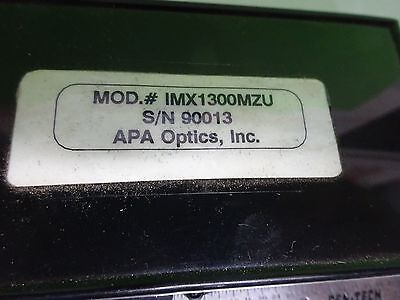 MOD.# IMX1300MZU
S/N 90013
APA Optics, Inc.